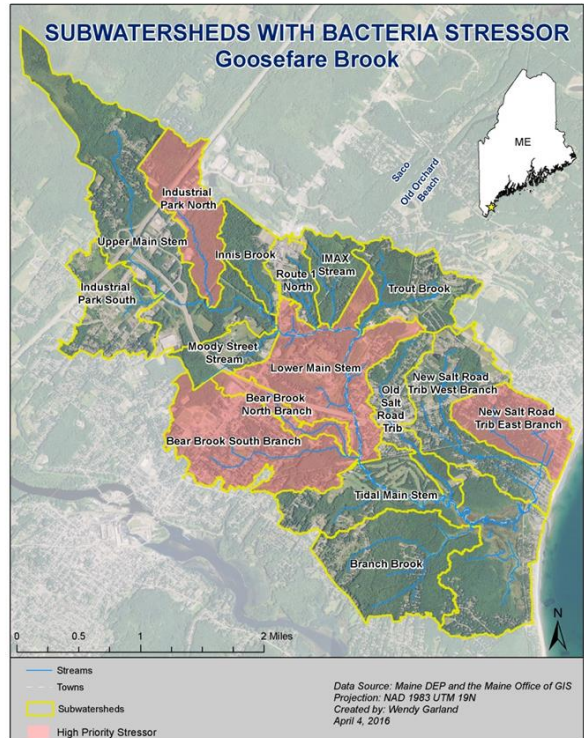 SUBWATERSHEDS WITH BACTERIA STRESSOR
Goosefare Brook
ME
Saco
Old Orchard
Beach
Industrial
Park North
Upper Main Stem
Innis Brook
IMAX
Stream
Route 1
North
Trout Brook
Industrial
Park South
Moody Street
Stream
Lower Main Stem
New Salt Road
Trib West Branch
Old
Salt
Road
Trib
Bear Brook
North Branch
New Salt Road
Trib East Branch
Bear Brook South Branch
Tidal Main Stem
Branch Brook
N
0 0.5 1 2 Miles
Streams
Towns
Subwatersheds
High Priority Stressor
Data Source: Maine DEP and the Maine Office of GIS
Projection: NAD 1983 UTM 19N
Created by: Wendy Garland
April 4, 2016